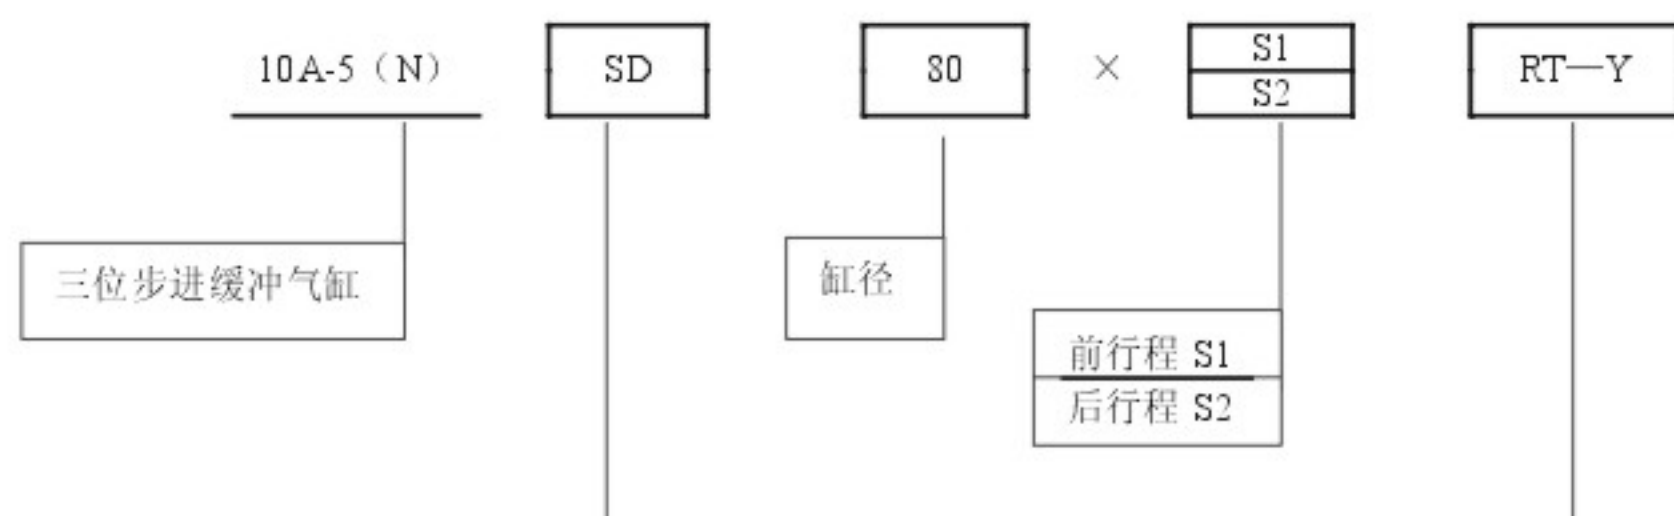 10A-5（N） SD 80 × S1 RT—Y
S2
三位步进缓冲气缸
缸径
前行程 S1
后行程 S2